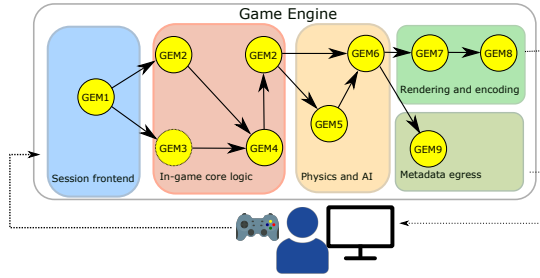 Game Engine
GEM2
GEM2
GEM6
GEM7
GEM8
Rendering and encoding
GEM1
GEM5
GEM3
GEM4
GEM9
Session frontend
In-game core logic
Physics and AI
Metadata egress